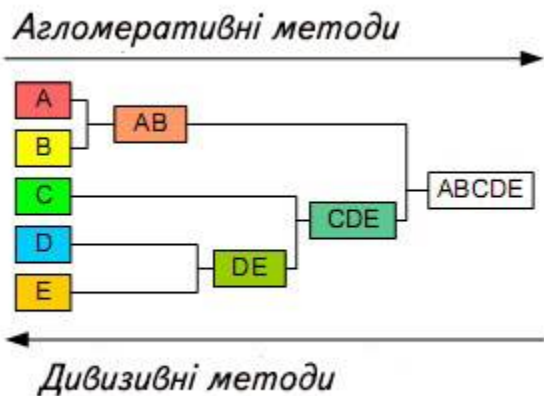 Агломеративні методи
A
AB
B
ABCDE
C
CDE
D
DE
E
Дивизивні методи